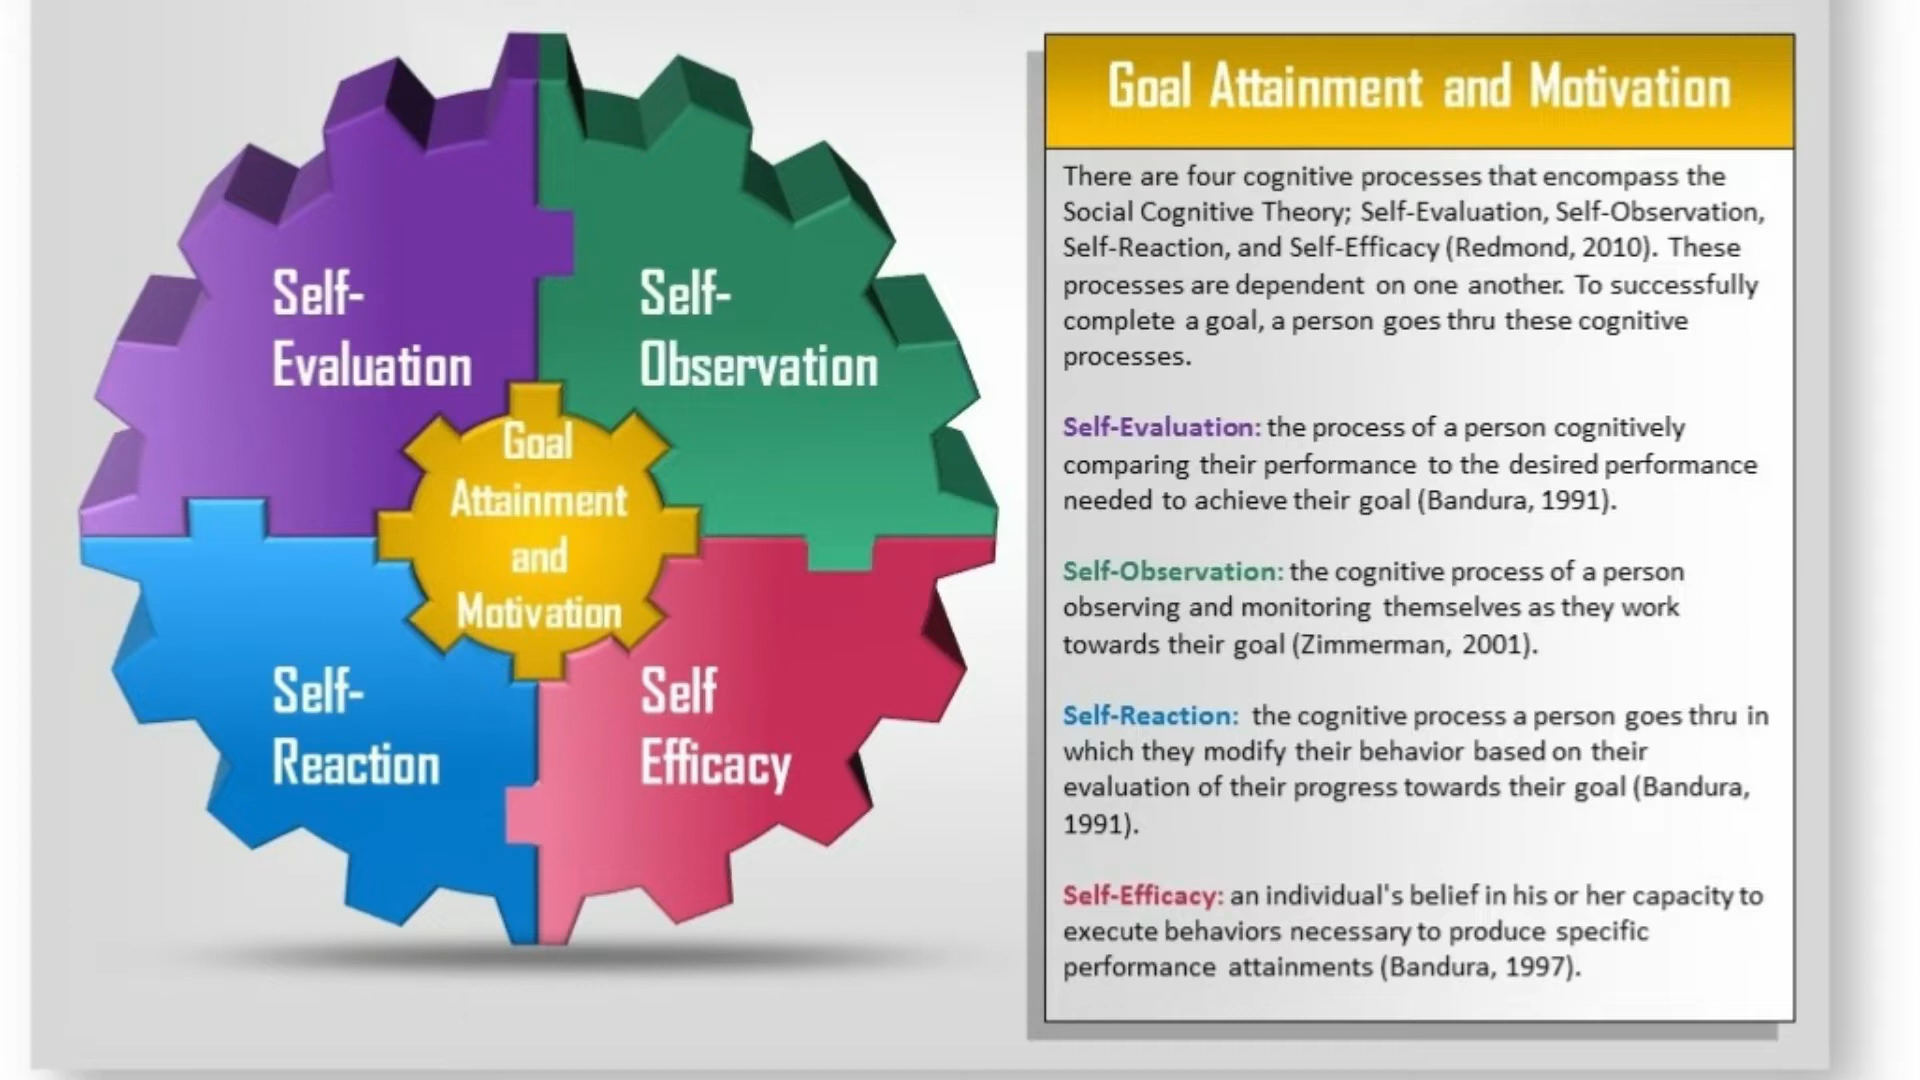 Self-
Evaluation
Self-
Observation
Goal
Attainment
and
Motivation
Self-
Reaction
Self
Efficacy
Goal Attainment and Motivation
There are four cognitive processes that encompass the
Social Cognitive Theory; Self-Evaluation, Self-Observation,
Self-Reaction, and Self-Efficacy (Redmond, 2010). These
processes are dependent on one another. To successfully
complete a goal, a person goes thru these cognitive
processes.
Self-Evaluation: the process of a person cognitively
comparing their performance to the desired performance
needed to achieve their goal (Bandura, 1991).
Self-Observation: the cognitive process of a person
observing and monitoring themselves as they work
towards their goal (Zimmerman, 2001).
Self-Reaction: the cognitive process a person goes thru in
which they modify their behavior based on their
evaluation of their progress towards their goal (Bandura,
1991).
Self-Efficacy: an individual's belief in his or her capacity to
execute behaviors necessary to produce specific
performance attainments (Bandura, 1997).